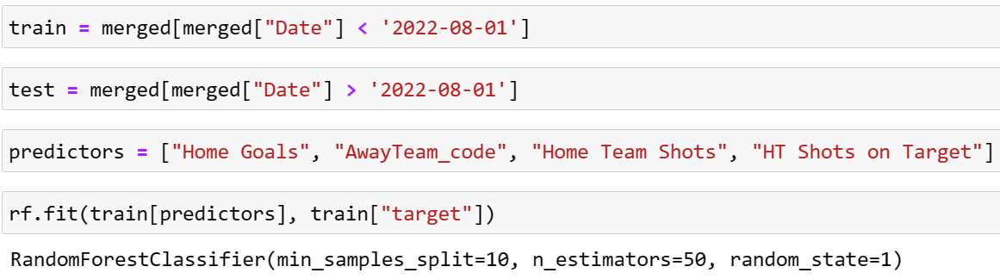 train = merged[merged["Date"] < '2022-08-01']
test = merged[merged["Date"] > '2022-08-01']
predictors = ["Home Goals", "AwayTeam_code", "Home Team Shots", "HT Shots on Target"]
rf.fit(train[predictors], train["target"])
RandomForestClassifier(min_samples_split=10, n_estimators=50, random_state=1)